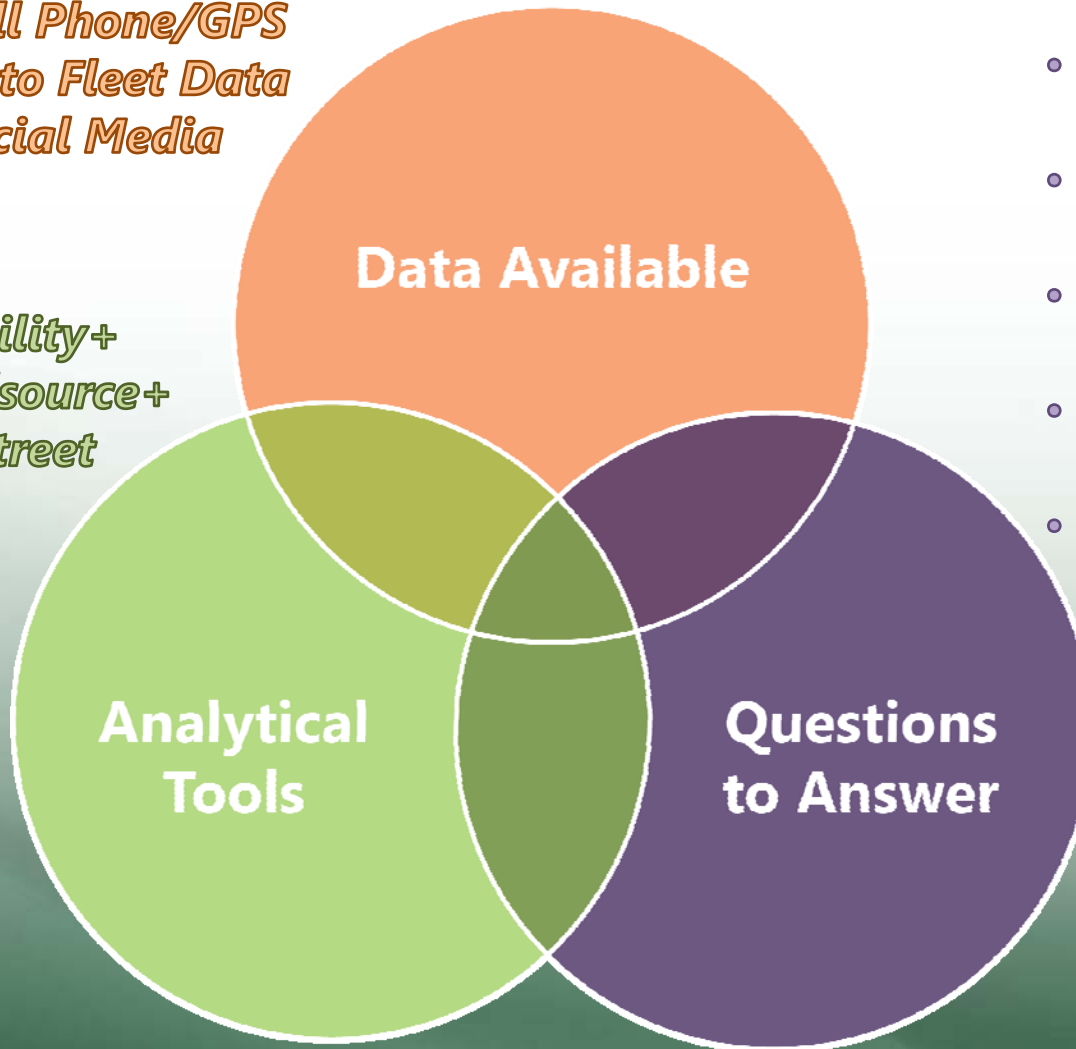 ll Phone/GPS
to Fleet Data
cial Media
Data Available
ility+
source+
treet
Analytical
Tools
Questions
to Answer